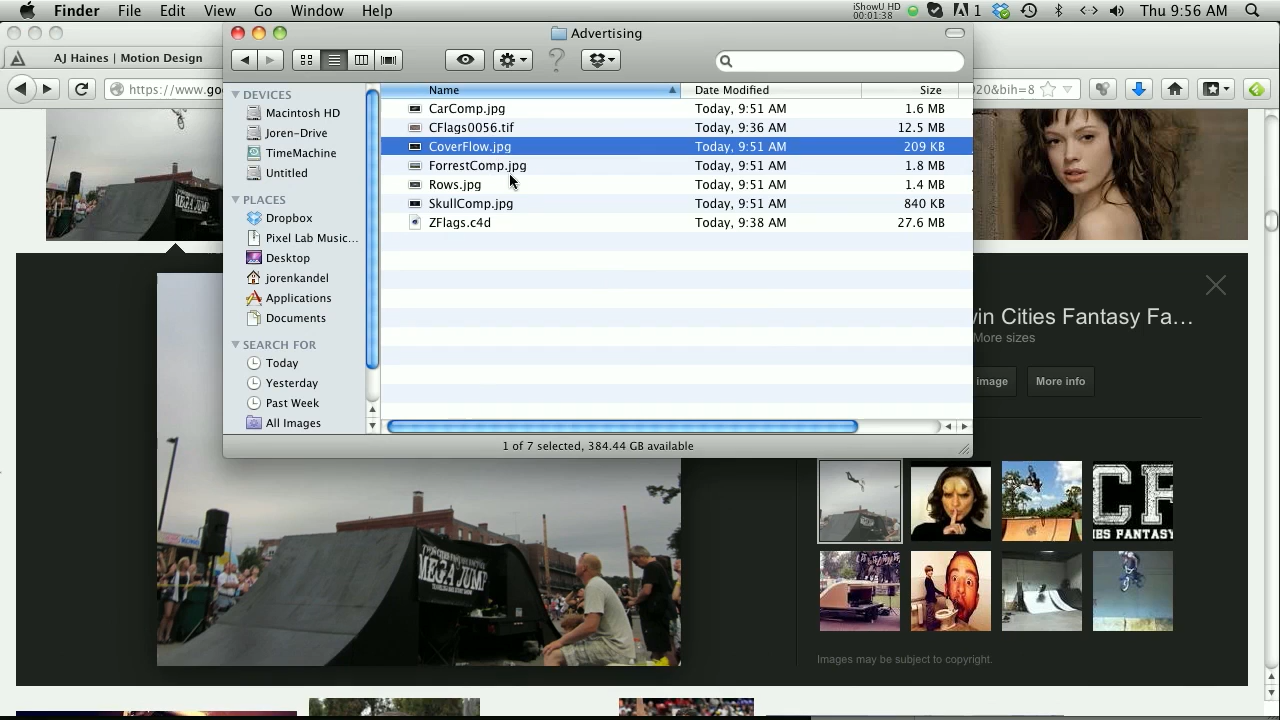 Finder File Edit View Go Window Help
iShowU HD
00:01:38
1 Thu 9:56 AM
Advertising
AJ Haines | Motion Design
https://www.go
020&bih=8
DEVICES
Macintosh HD
Joren-Drive
TimeMachine
Untitled
PLACES
Dropbox
Pixel Lab Music...
Desktop
jorenkandel
Applications
Documents
SEARCH FOR
Today
Yesterday
Past Week
All Images
Name Date Modified Size
CarComp.jpg Today, 9:51 AM 1.6 MB
CFlags0056.tif Today, 9:36 AM 12.5 MB
CoverFlow.jpg Today, 9:51 AM 209 KB
ForrestComp.jpg Today, 9:51 AM 1.8 MB
Rows.jpg Today, 9:51 AM 1.4 MB
SkullComp.jpg Today, 9:51 AM 840 KB
ZFlags.c4d Today, 9:38 AM 27.6 MB
1 of 7 selected, 384.44 GB available
win Cities Fantasy Fa...
More sizes
image
More info
MEGA JUMP
CF
IBS FANTASY
Images may be subject to copyright.